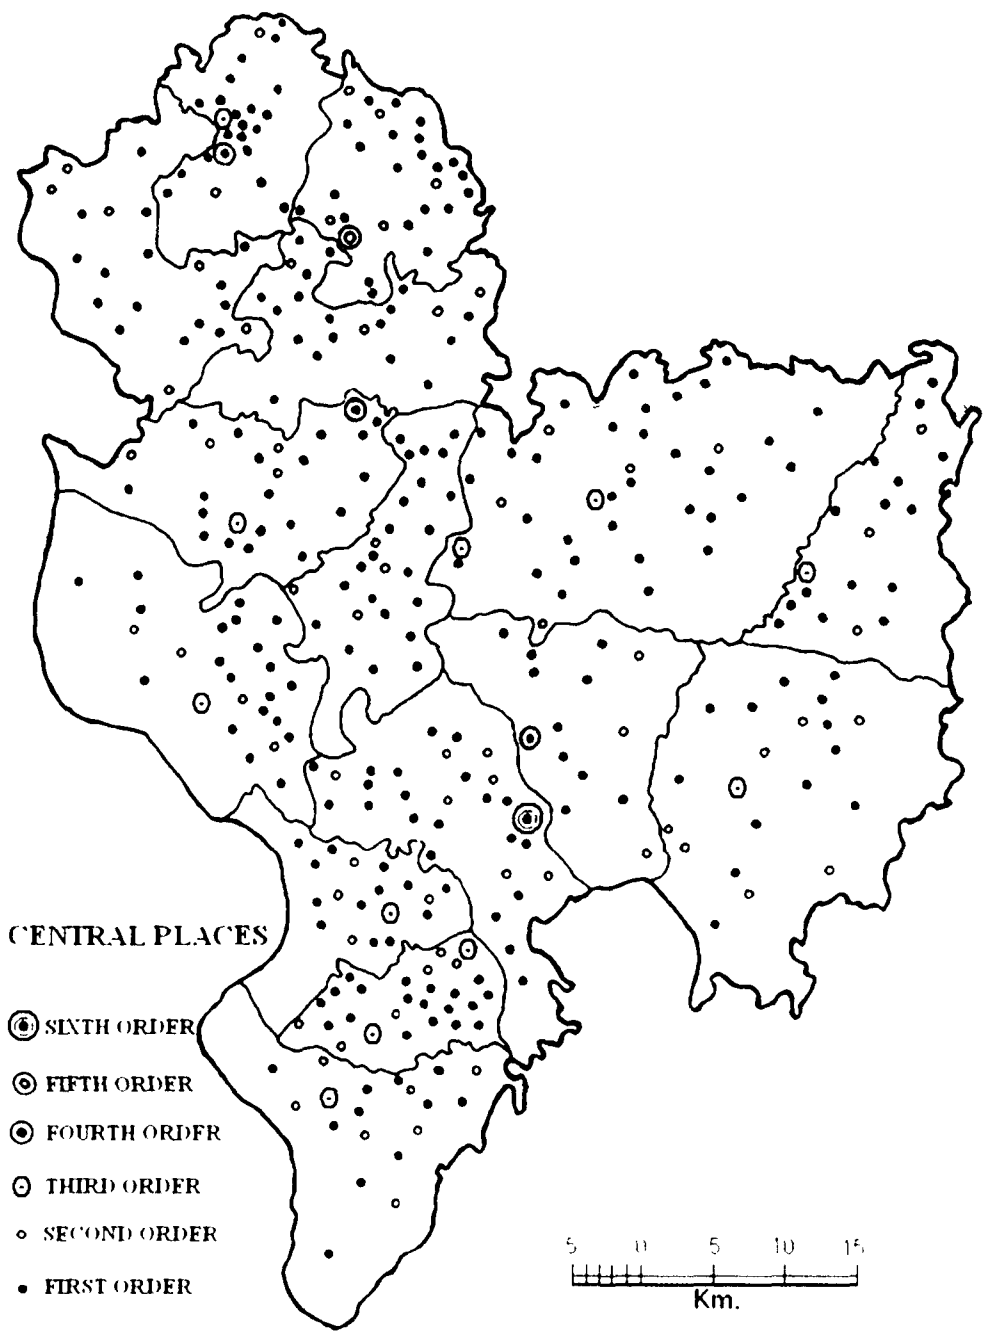 CENTRAL PLACES
SIXTH ORDER
FIFTH ORDER
FOURTH ORDER
THIRD ORDER
SECOND ORDER
FIRST ORDER
5 0 5 10 15
Km.